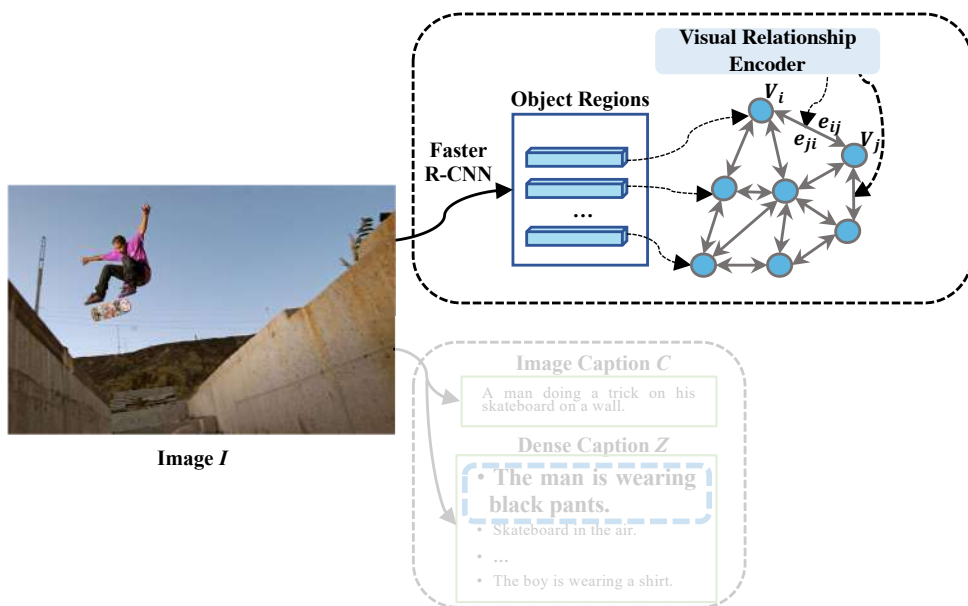 Visual Relationship
Encoder
Object Regions
V_i
e_ij
e_ji
V_j
Faster
R-CNN
...
Image I
Image Caption C
A man doing a trick on his
skateboard on a wall.
Dense Caption Z
• The man is wearing
black pants.
• Skateboard in the air.
• ...
• The boy is wearing a shirt.